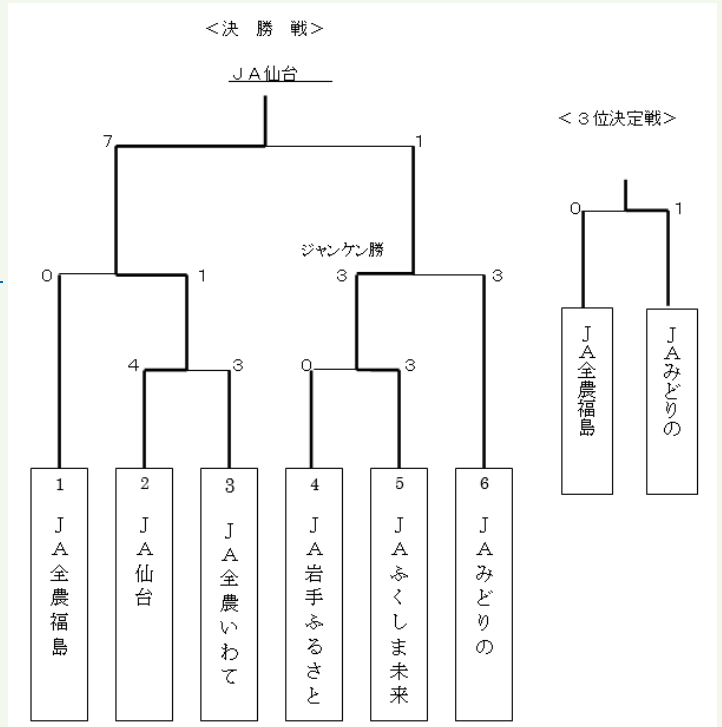 ＜決　勝　戦＞
ＪＡ仙台
＜３位決定戦＞
7
1
0
1
ジャンケン勝
0
1
3
3
4
3
0
3
ＪＡ全農福島
ＪＡみどりの
1
2
3
4
5
6
ＪＡ全農福島
ＪＡ仙台
ＪＡ全農いわて
ＪＡ岩手ふるさと
ＪＡふくしま未来
ＪＡみどりの